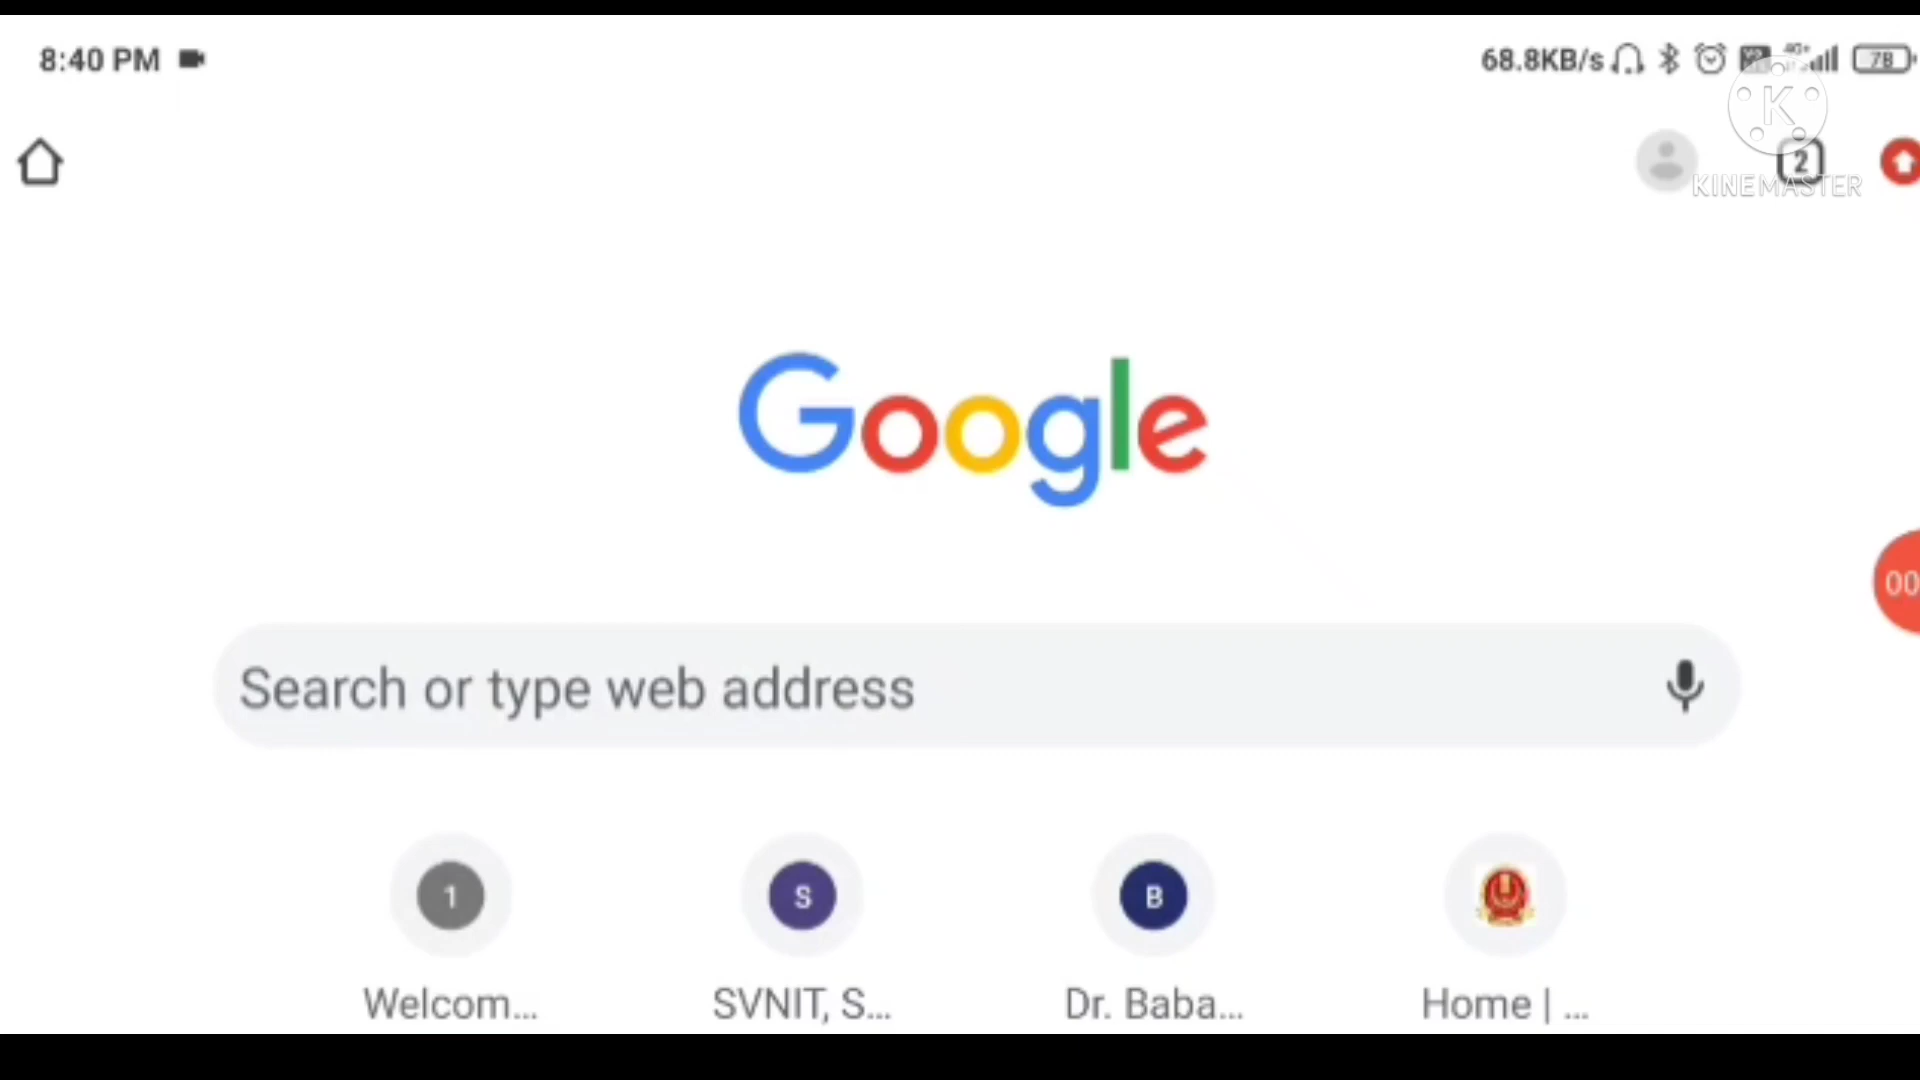 8:40 PM
68.8KB/s
4G+
78
K
2
KINEMASTER
Google
00
Search or type web address
1
S
B
Welcom...
SVNIT, S...
Dr. Baba...
Home | ...